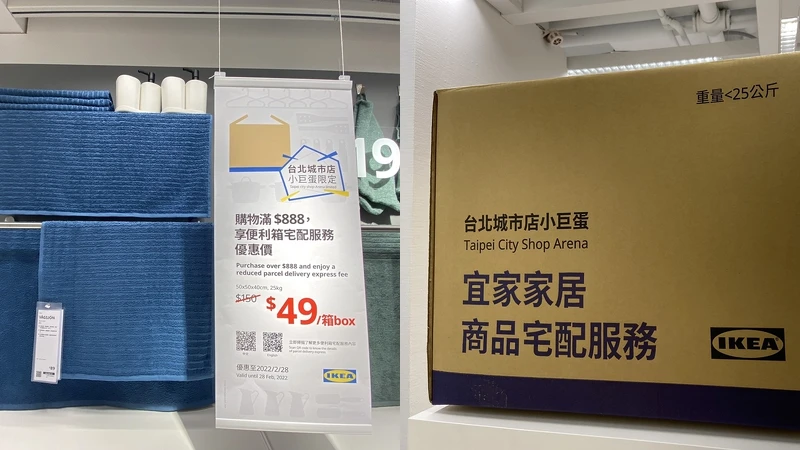 台北城市店
小巨蛋限定
Taipei city shop Arena
購物滿 $888，
享便利箱宅配服務
優惠價
Purchase over $888 and enjoy a
reduced parcel delivery express fee
50x50x40cm, 25kg
$150 $49/箱box
優惠至2022/2/28
Valid until 28 Feb, 2022
IKEA
19
重量<25公斤
台北城市店小巨蛋
Taipei City Shop Arena
宜家家居
商品宅配服務
IKEA